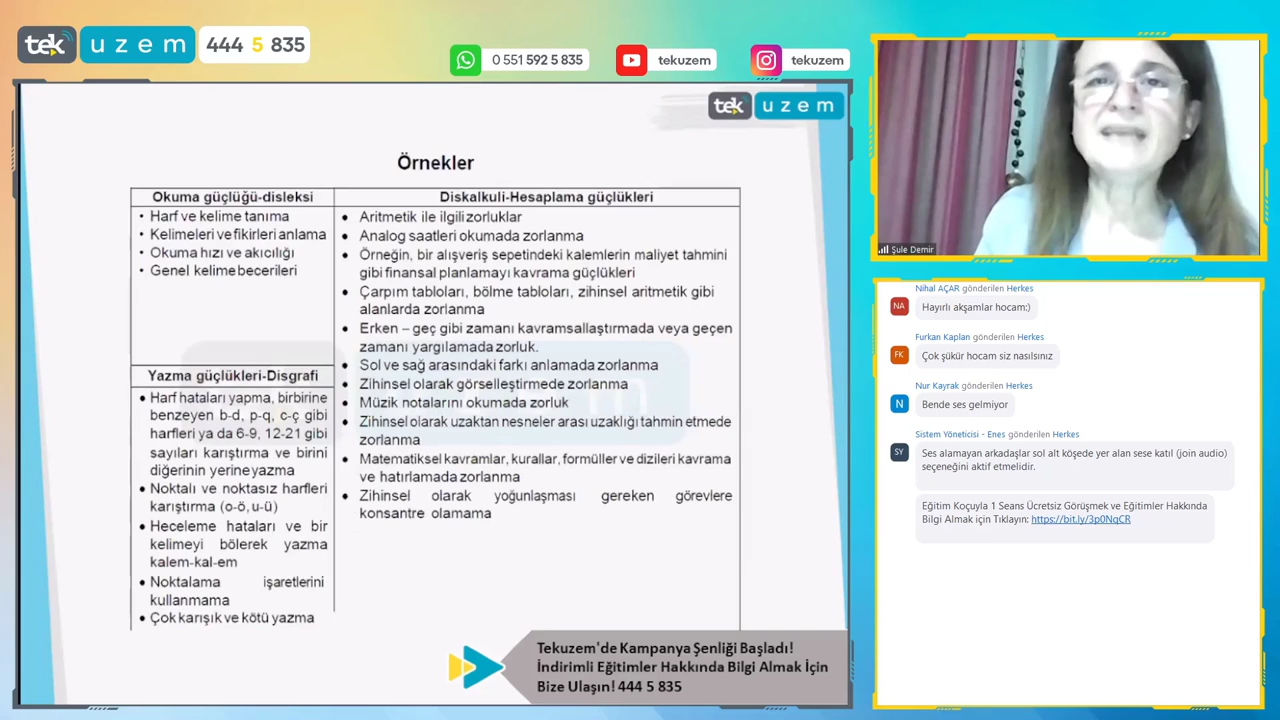 tek uzem 444 5 835
0 551 592 5 835
tekuzem
tekuzem
tek uzem
Örnekler
Okuma güçlüğü-disleksi
• Harf ve kelime tanıma
• Kelimeleri ve fikirleri anlama
• Okuma hızı ve akıcılığı
• Genel kelime becerileri
Yazma güçlükleri-Disgrafi
• Harf hataları yapma, birbirine
benzeyen b-d, p-q, c-ç gibi
harfleri ya da 6-9, 12-21 gibi
sayıları karıştırma ve birini
diğerinin yerine yazma
• Noktalı ve noktasız harfleri
karıştırma (o-ö, u-ü)
• Heceleme hataları ve bir
kelimeyi bölerek yazma
kalem-kal-em
• Noktalama işaretlerini
kullanmama
• Çok karışık ve kötü yazma
Diskalkuli-Hesaplama güçlükleri
• Aritmetik ile ilgili zorluklar
• Analog saatleri okumada zorlanma
• Örneğin, bir alışveriş sepetindeki kalemlerin maliyet tahmini
gibi finansal planlamayı kavrama güçlükleri
• Çarpım tabloları, bölme tabloları, zihinsel aritmetik gibi
alanlarda zorlanma
• Erken – geç gibi zamanı kavramsallaştırmada veya geçen
zamanı yargılamada zorluk.
• Sol ve sağ arasındaki farkı anlamada zorlanma
• Zihinsel olarak görselleştirmede zorlanma
• Müzik notalarını okumada zorluk
• Zihinsel olarak uzaktan nesneler arası uzaklığı tahmin etmede
zorlanma
• Matematiksel kavramlar, kurallar, formüller ve dizileri kavrama
ve hatırlamada zorlanma
• Zihinsel olarak yoğunlaşması gereken görevlere
konsantre olamama
Tekuzem'de Kampanya Şenliği Başladı!
İndirimli Eğitimler Hakkında Bilgi Almak İçin
Bize Ulaşın! 444 5 835
Şule Demir
Nihal AÇAR gönderilen Herkes
NA Hayırlı akşamlar hocam:)
Furkan Kaplan gönderilen Herkes
FK Çok şükür hocam siz nasılsınız
Nur Kayrak gönderilen Herkes
N Bende ses gelmiyor
Sistem Yöneticisi - Enes gönderilen Herkes
SY Ses alamayan arkadaşlar sol alt köşede yer alan sese katıl (join audio)
seçeneğini aktif etmelidir.
Eğitim Koçuyla 1 Seans Ücretsiz Görüşmek ve Eğitimler Hakkında
Bilgi Almak için Tıklayın: https://bit.ly/3p0NqCR